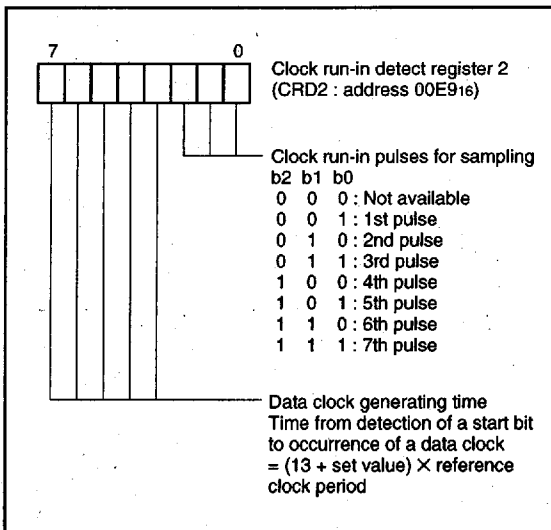 7 0
Clock run-in detect register 2
(CRD2 : address 00E916)
Clock run-in pulses for sampling
b2 b1 b0
0 0 0 : Not available
0 0 1 : 1st pulse
0 1 0 : 2nd pulse
0 1 1 : 3rd pulse
1 0 0 : 4th pulse
1 0 1 : 5th pulse
1 1 0 : 6th pulse
1 1 1 : 7th pulse
Data clock generating time
Time from detection of a start bit
to occurrence of a data clock
= (13 + set value) × reference
clock period